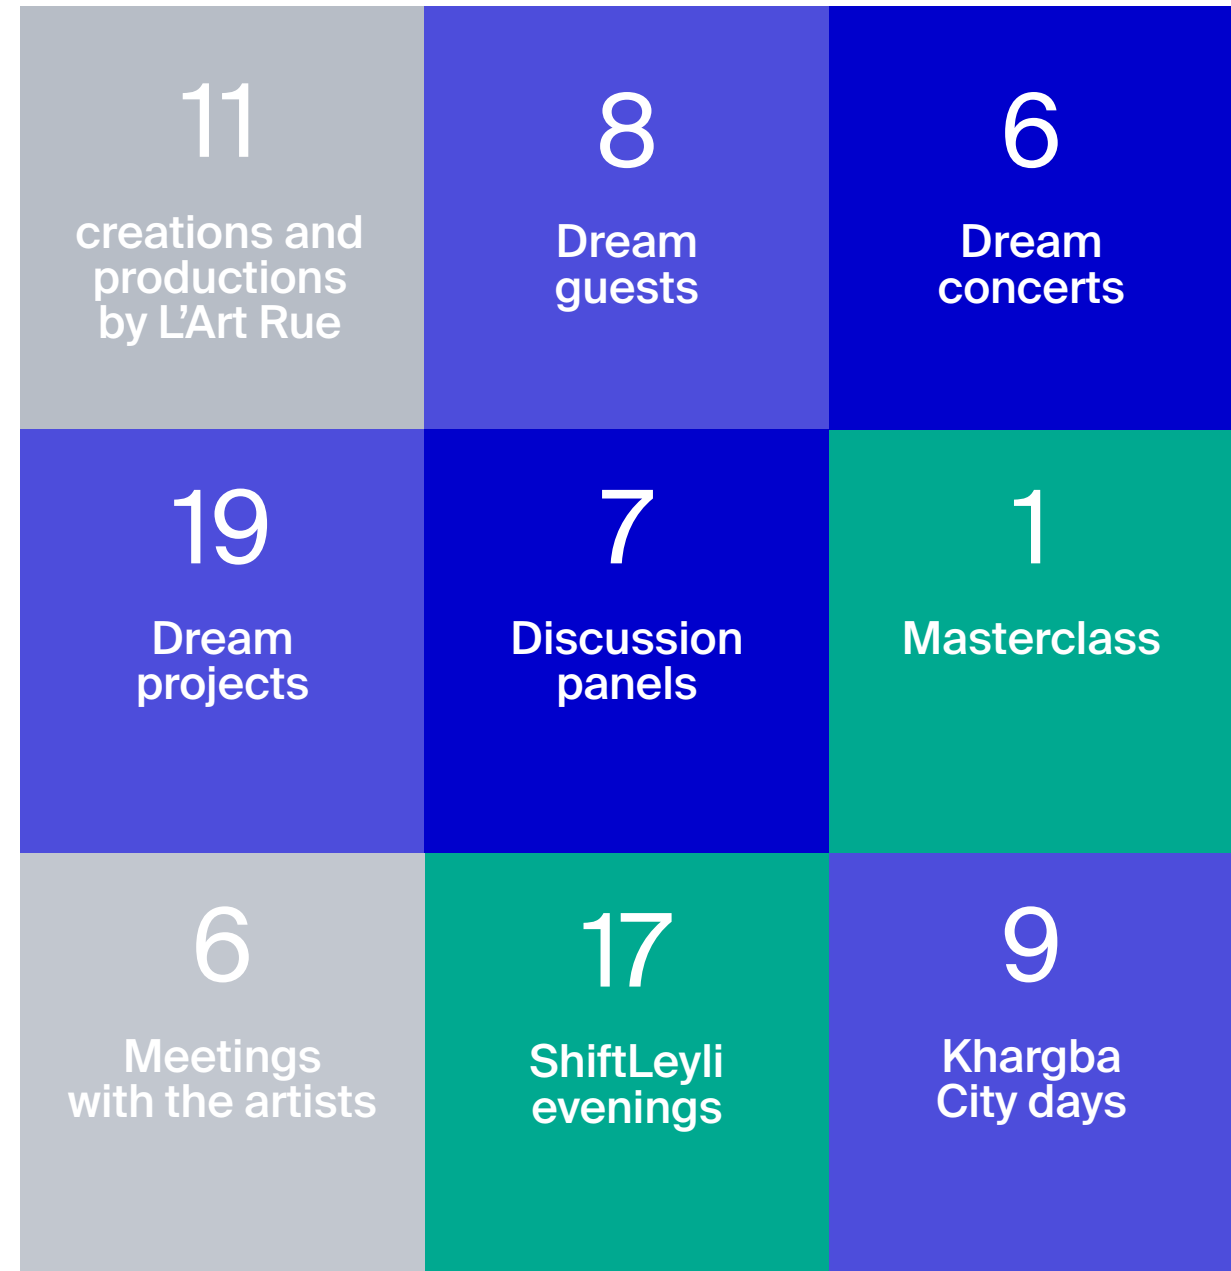 11
creations and
productions
by L’Art Rue
8
Dream
guests
6
Dream
concerts
19
Dream
projects
7
Discussion
panels
1
Masterclass
6
Meetings
with the artists
17
ShiftLeyli
evenings
9
Khargba
City days